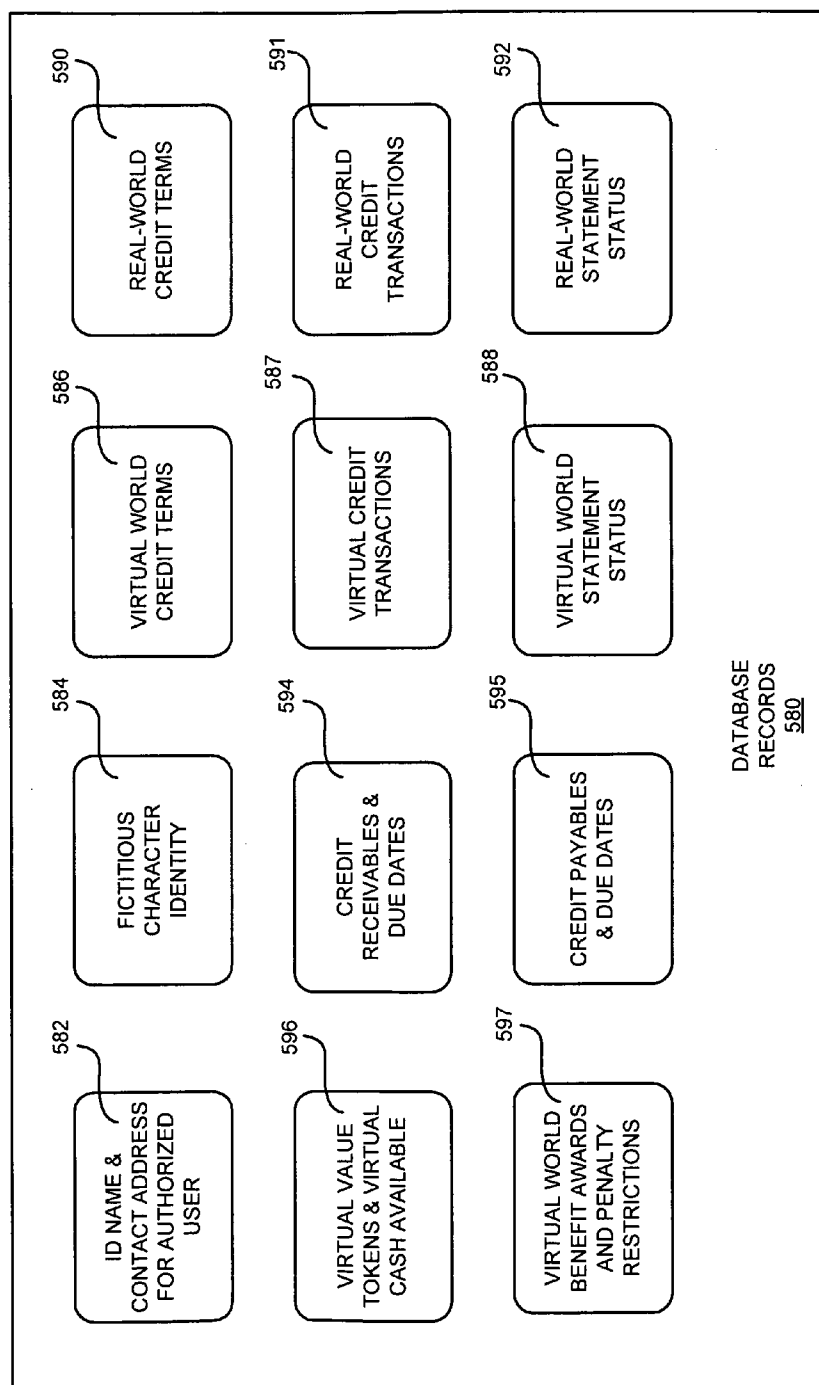 582
ID NAME &
CONTACT ADDRESS
FOR AUTHORIZED
USER
584
FICTITIOUS
CHARACTER
IDENTITY
586
VIRTUAL WORLD
CREDIT TERMS
590
REAL-WORLD
CREDIT TERMS
596
VIRTUAL VALUE
TOKENS & VIRTUAL
CASH AVAILABLE
594
CREDIT
RECEIVABLES &
DUE DATES
587
VIRTUAL CREDIT
TRANSACTIONS
591
REAL-WORLD
CREDIT
TRANSACTIONS
597
VIRTUAL WORLD
BENEFIT AWARDS
AND PENALTY
RESTRICTIONS
595
CREDIT PAYABLES
& DUE DATES
588
VIRTUAL WORLD
STATEMENT
STATUS
592
REAL-WORLD
STATEMENT
STATUS
DATABASE
RECORDS
580